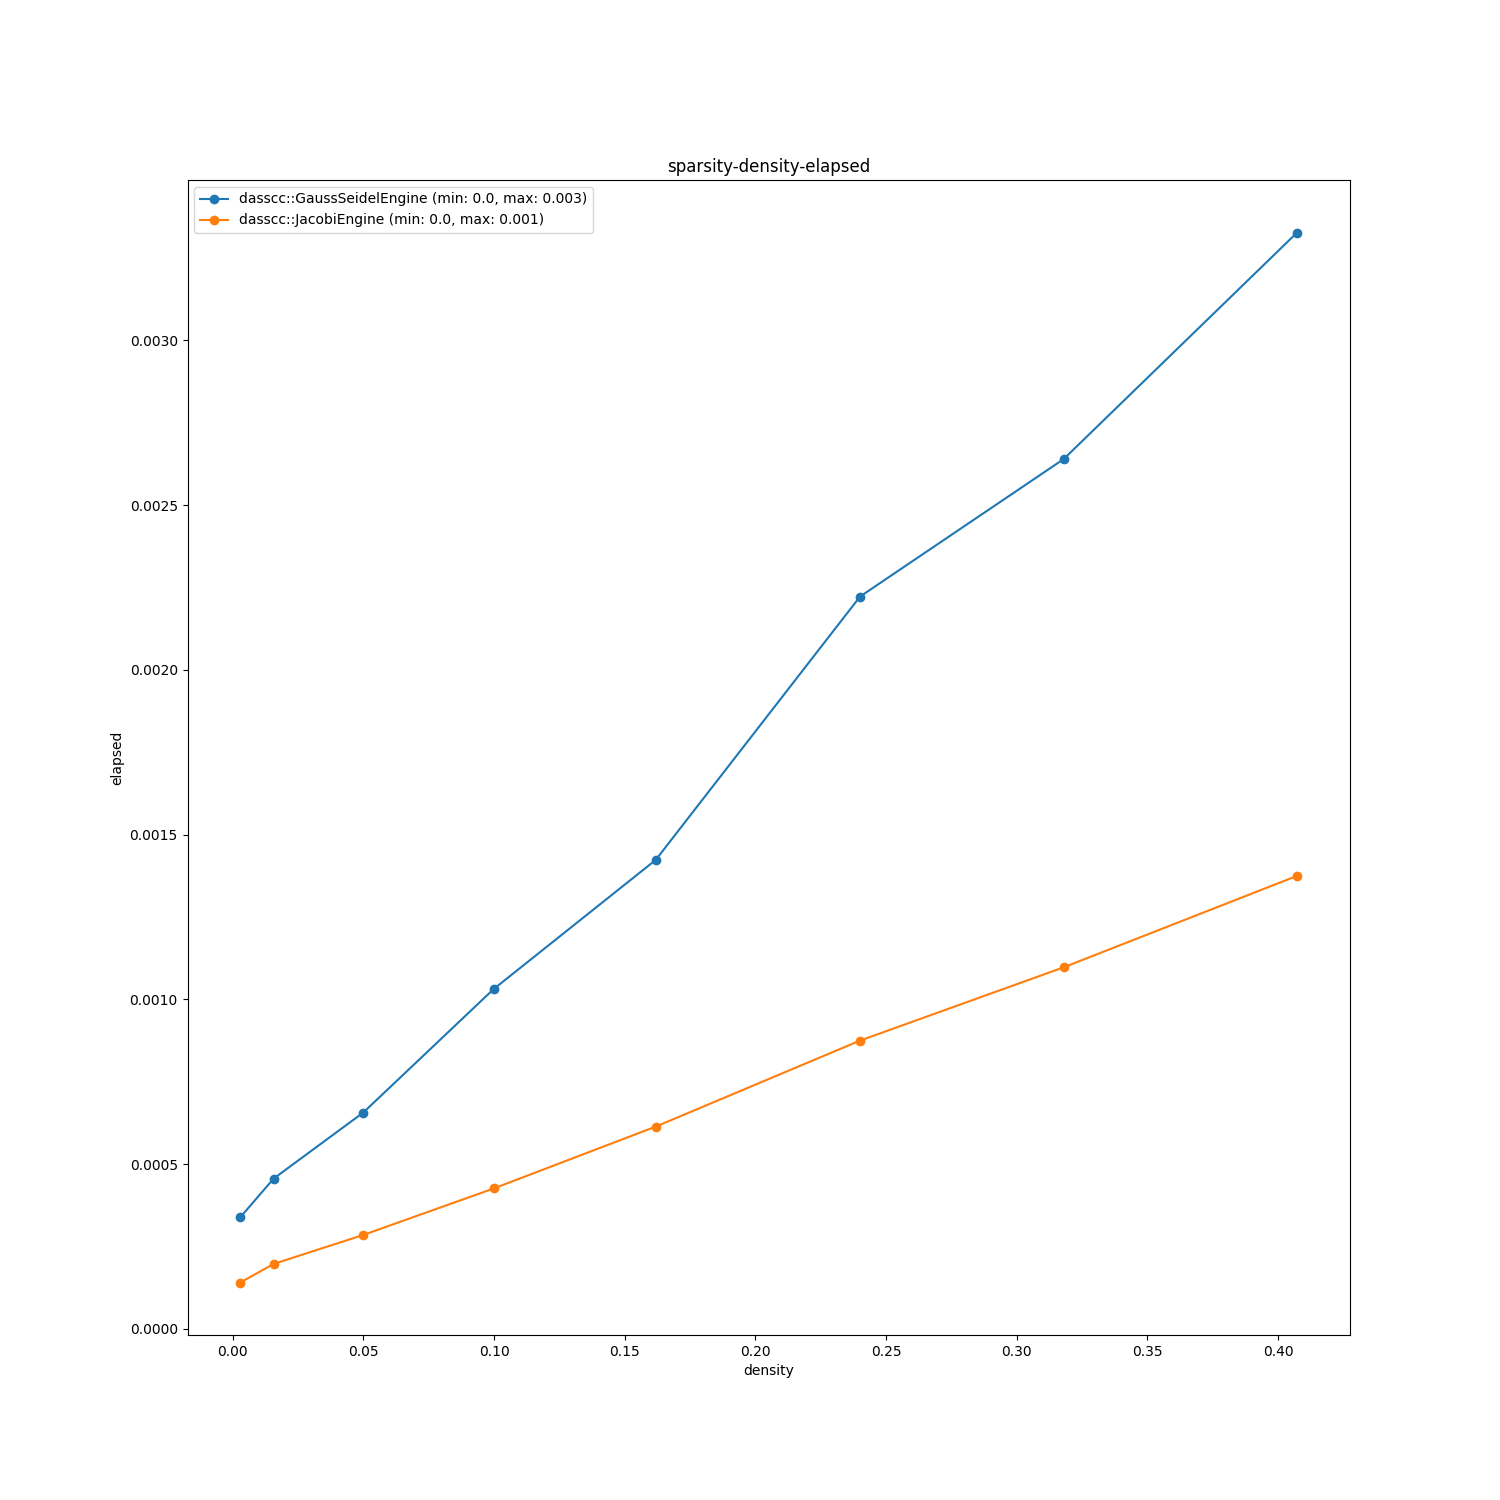 sparsity-density-elapsed
dasscc::GaussSeidelEngine (min: 0.0, max: 0.003)
dasscc::JacobiEngine (min: 0.0, max: 0.001)
0.0030
0.0025
0.0020
0.0015
0.0010
0.0005
0.0000
elapsed
0.00 0.05 0.10 0.15 0.20 0.25 0.30 0.35 0.40
density